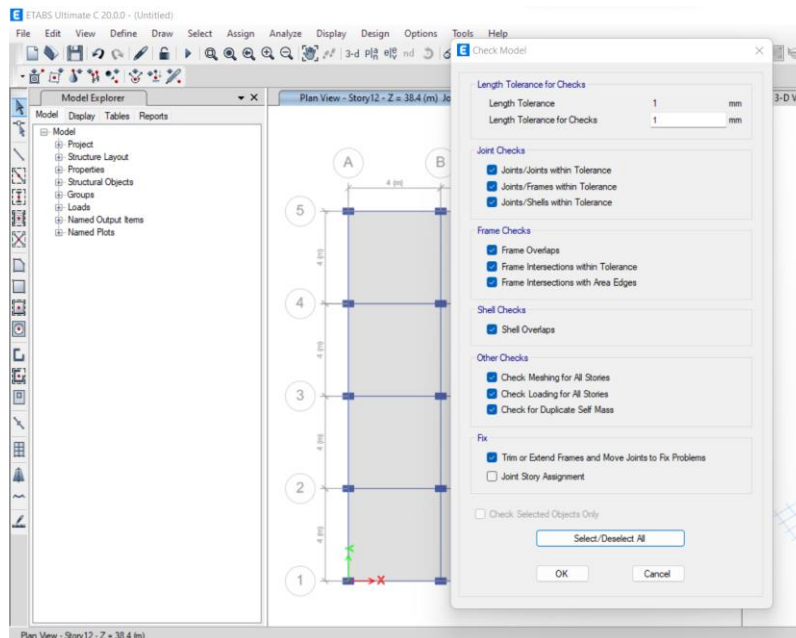 ETABS Ultimate C 20.0.0 - (Untitled)
File Edit View Define Draw Select Assign Analyze Display Design Options Tools Help
3-d pla ele nd
Model Explorer
Model Display Tables Reports
Model
Project
Structure Layout
Properties
Structural Objects
Groups
Loads
Named Output Items
Named Plots
Plan View - Story12 - Z = 38.4 (m) Jo
3-D V
A B
4 (m)
5
4 (m)
4
4 (m)
3
4 (m)
2
4 (m)
1
Y
X
Check Model
Length Tolerance for Checks
Length Tolerance 1 mm
Length Tolerance for Checks 1 mm
Joint Checks
Joints/Joints within Tolerance
Joints/Frames within Tolerance
Joints/Shells within Tolerance
Frame Checks
Frame Overlaps
Frame Intersections within Tolerance
Frame Intersections with Area Edges
Shell Checks
Shell Overlaps
Other Checks
Check Meshing for All Stories
Check Loading for All Stories
Check for Duplicate Self Mass
Fix
Trim or Extend Frames and Move Joints to Fix Problems
Joint Story Assignment
Check Selected Objects Only
Select/Deselect All
OK Cancel
Plan View - Story12 - Z = 38.4 (m)